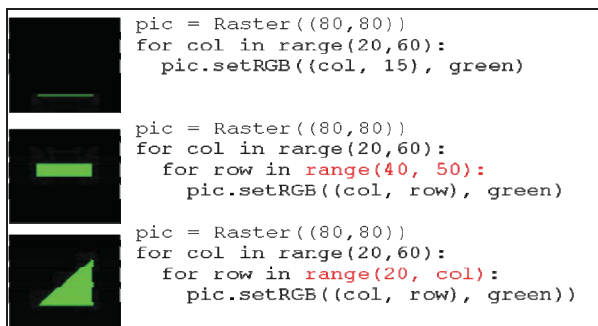 pic = Raster((80,80))
for col in range(20,60):
  pic.setRGB((col, 15), green)
pic = Raster((80,80))
for col in range(20,60):
  for row in range(40, 50):
    pic.setRGB((col, row), green)
pic = Raster((80,80))
for col in range(20,60):
  for row in range(20, col):
    pic.setRGB((col, row), green))